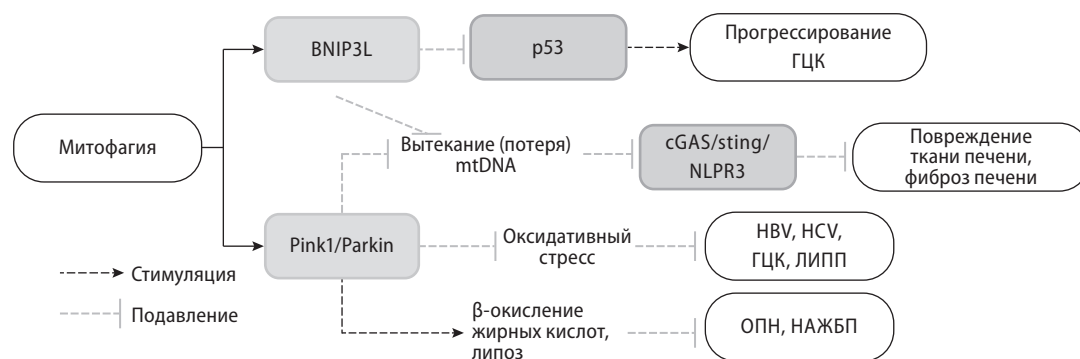 BNIP3L
p53
Прогрессирование
ГЦК
Митофагия
Вытекание (потеря)
mtDNA
cGAS/sting/
NLPR3
Повреждение
ткани печени,
фиброз печени
Pink1/Parkin
Оксидативный
стресс
HBV, HCV,
ГЦК, ЛИПП
Стимуляция
Подавление
β-окисление
жирных кислот,
липоз
ОПН, НАЖБП